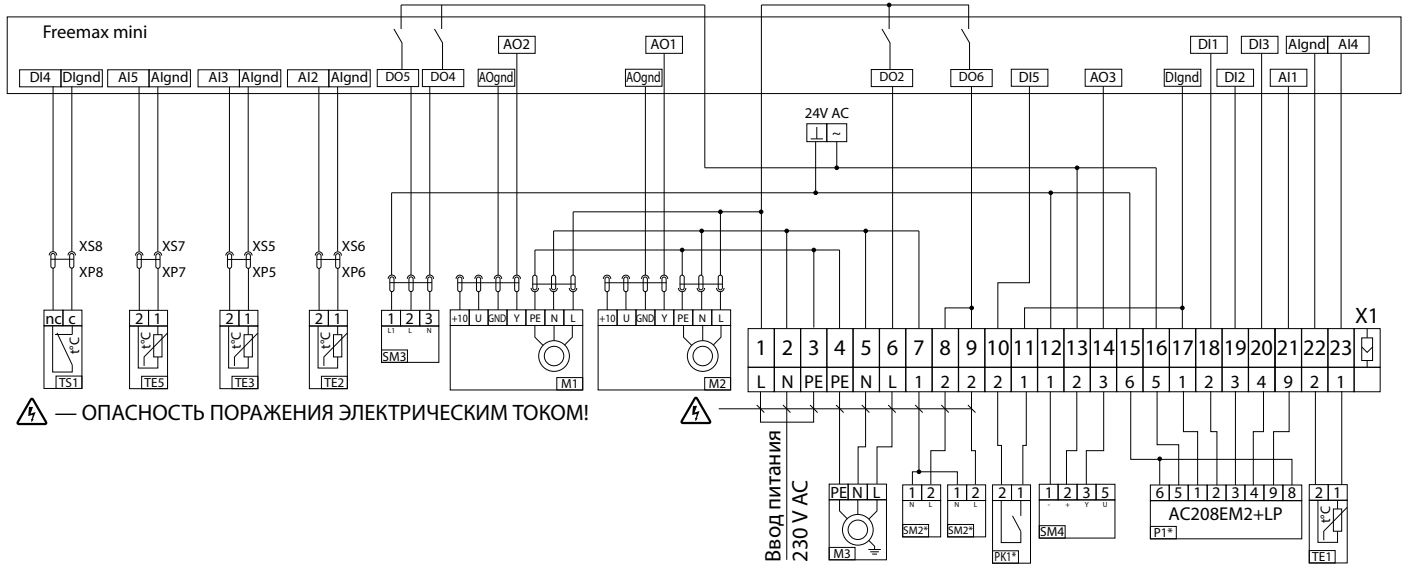 Freemax mini
AO2 AO1 DI1 DI3 AIgnd AI4
DI4 DIgnd AI5 AIgnd AI3 AIgnd AI2 AIgnd DO5 DO4 AOgnd AOgnd DO2 DO6 DI5 AO3 DIgnd DI2 AI1
24V AC
⊥ ~
XS8 XS7 XS5 XS6
XP8 XP7 XP5 XP6
X1
nc c 2 1 2 1 2 1 1 2 3 +10 U GND Y PE N L +10 U GND Y PE N L
L1 L N
t°C t°C t°C t°C
TS1 TE5 TE3 TE2 SM3 M1 M2
1 2 3 4 5 6 7 8 9 10 11 12 13 14 15 16 17 18 19 20 21 22 23
L N PE PE N L 1 2 2 2 1 1 2 3 6 5 1 2 3 4 9 2 1
— ОПАСНОСТЬ ПОРАЖЕНИЯ ЭЛЕКТРИЧЕСКИМ ТОКОМ!
Ввод питания
230 V AC
PE N L 1 2 1 2 2 1 1 2 3 5 6 5 1 2 3 4 9 8 2 1
N L N L - + Y U
AC208EM2+LP
t°C
M3 SM2* SM2* PK1* SM4 P1* TE1